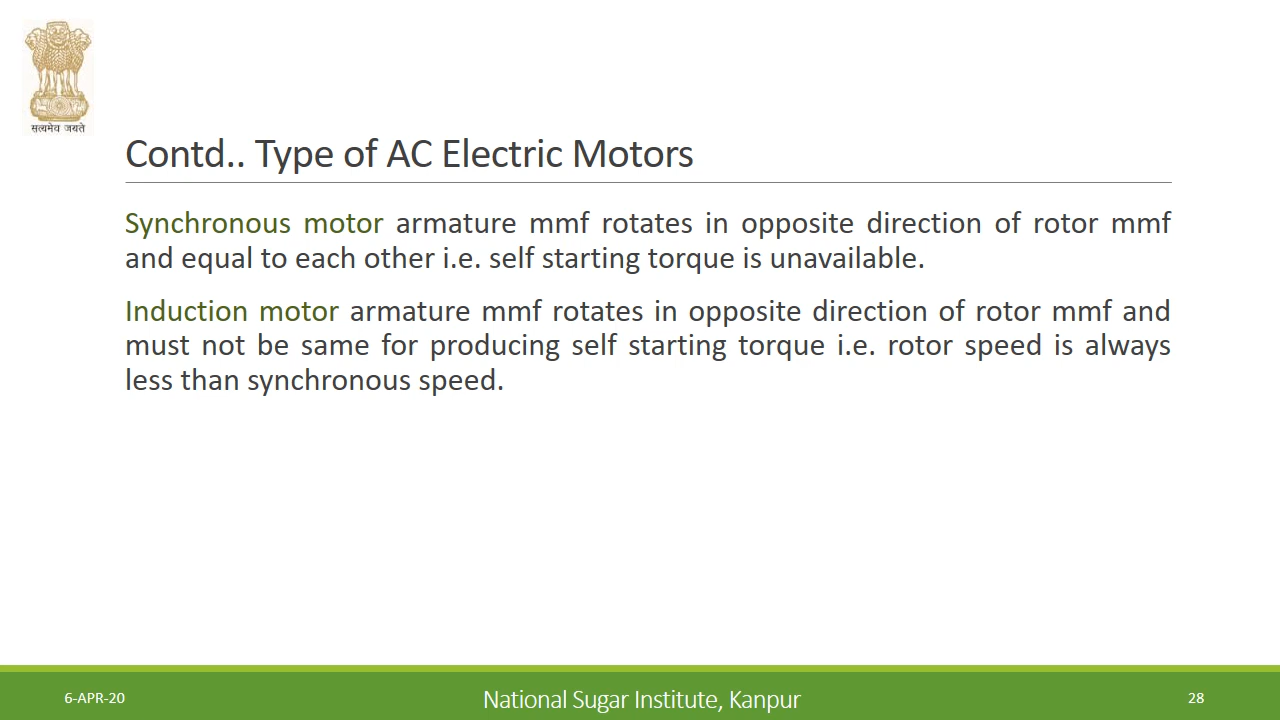 सत्यमेव जयते
Contd.. Type of AC Electric Motors
Synchronous motor armature mmf rotates in opposite direction of rotor mmf
and equal to each other i.e. self starting torque is unavailable.
Induction motor armature mmf rotates in opposite direction of rotor mmf and
must not be same for producing self starting torque i.e. rotor speed is always
less than synchronous speed.
6-APR-20
National Sugar Institute, Kanpur
28